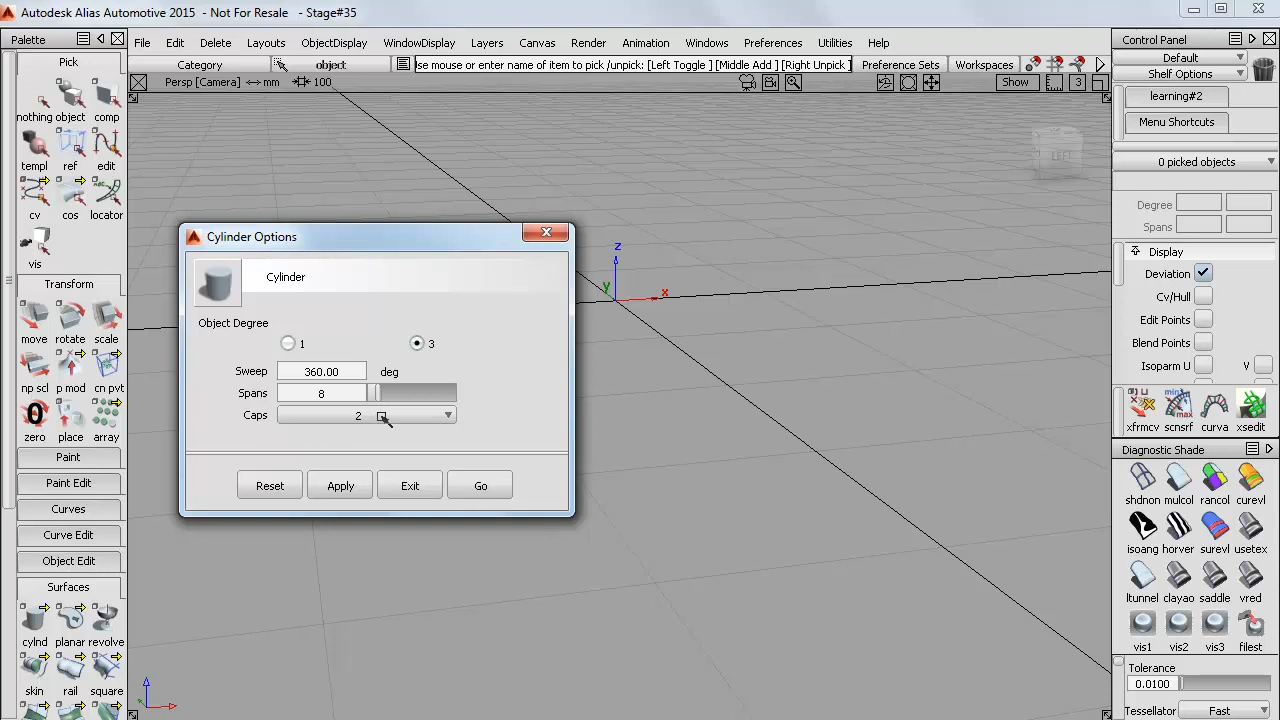 Autodesk Alias Automotive 2015 - Not For Resale - Stage#35
Palette
File Edit Delete Layouts ObjectDisplay WindowDisplay Layers Canvas Render Animation Windows Preferences Utilities Help
Control Panel
Category object se mouse or enter name of item to pick /unpick: [Left Toggle ] [Middle Add ] [Right Unpick ] Preference Sets Workspaces
Default
Shelf Options
Persp [Camera] <-> mm 100 Show
Pick
nothing object comp
templ ref edit
cv cos locator
vis
Transform
move rotate scale
np scl p mod cn pvt
0
zero place array
Paint
Paint Edit
Curves
Curve Edit
Object Edit
Surfaces
cylnd planar revolve
skin rail square
Cylinder Options
Cylinder
Object Degree
1 3
Sweep 360.00 deg
Spans 8
Caps 2
Reset Apply Exit Go
z
y x
LEFT
learning#2
Menu Shortcuts
0 picked objects
Degree
Spans
Display
Deviation
Cv/Hull
Edit Points
Blend Points
Isoparm U V
xfrmcv scnsrf curva xsedit
Diagnostic Shade
shdnon mulcol rancol curevl
isoang horver surevl usetex
ltunnel clayao saddle vred
vis1 vis2 vis3 filest
Tolerance
0.0100
Tessellator Fast